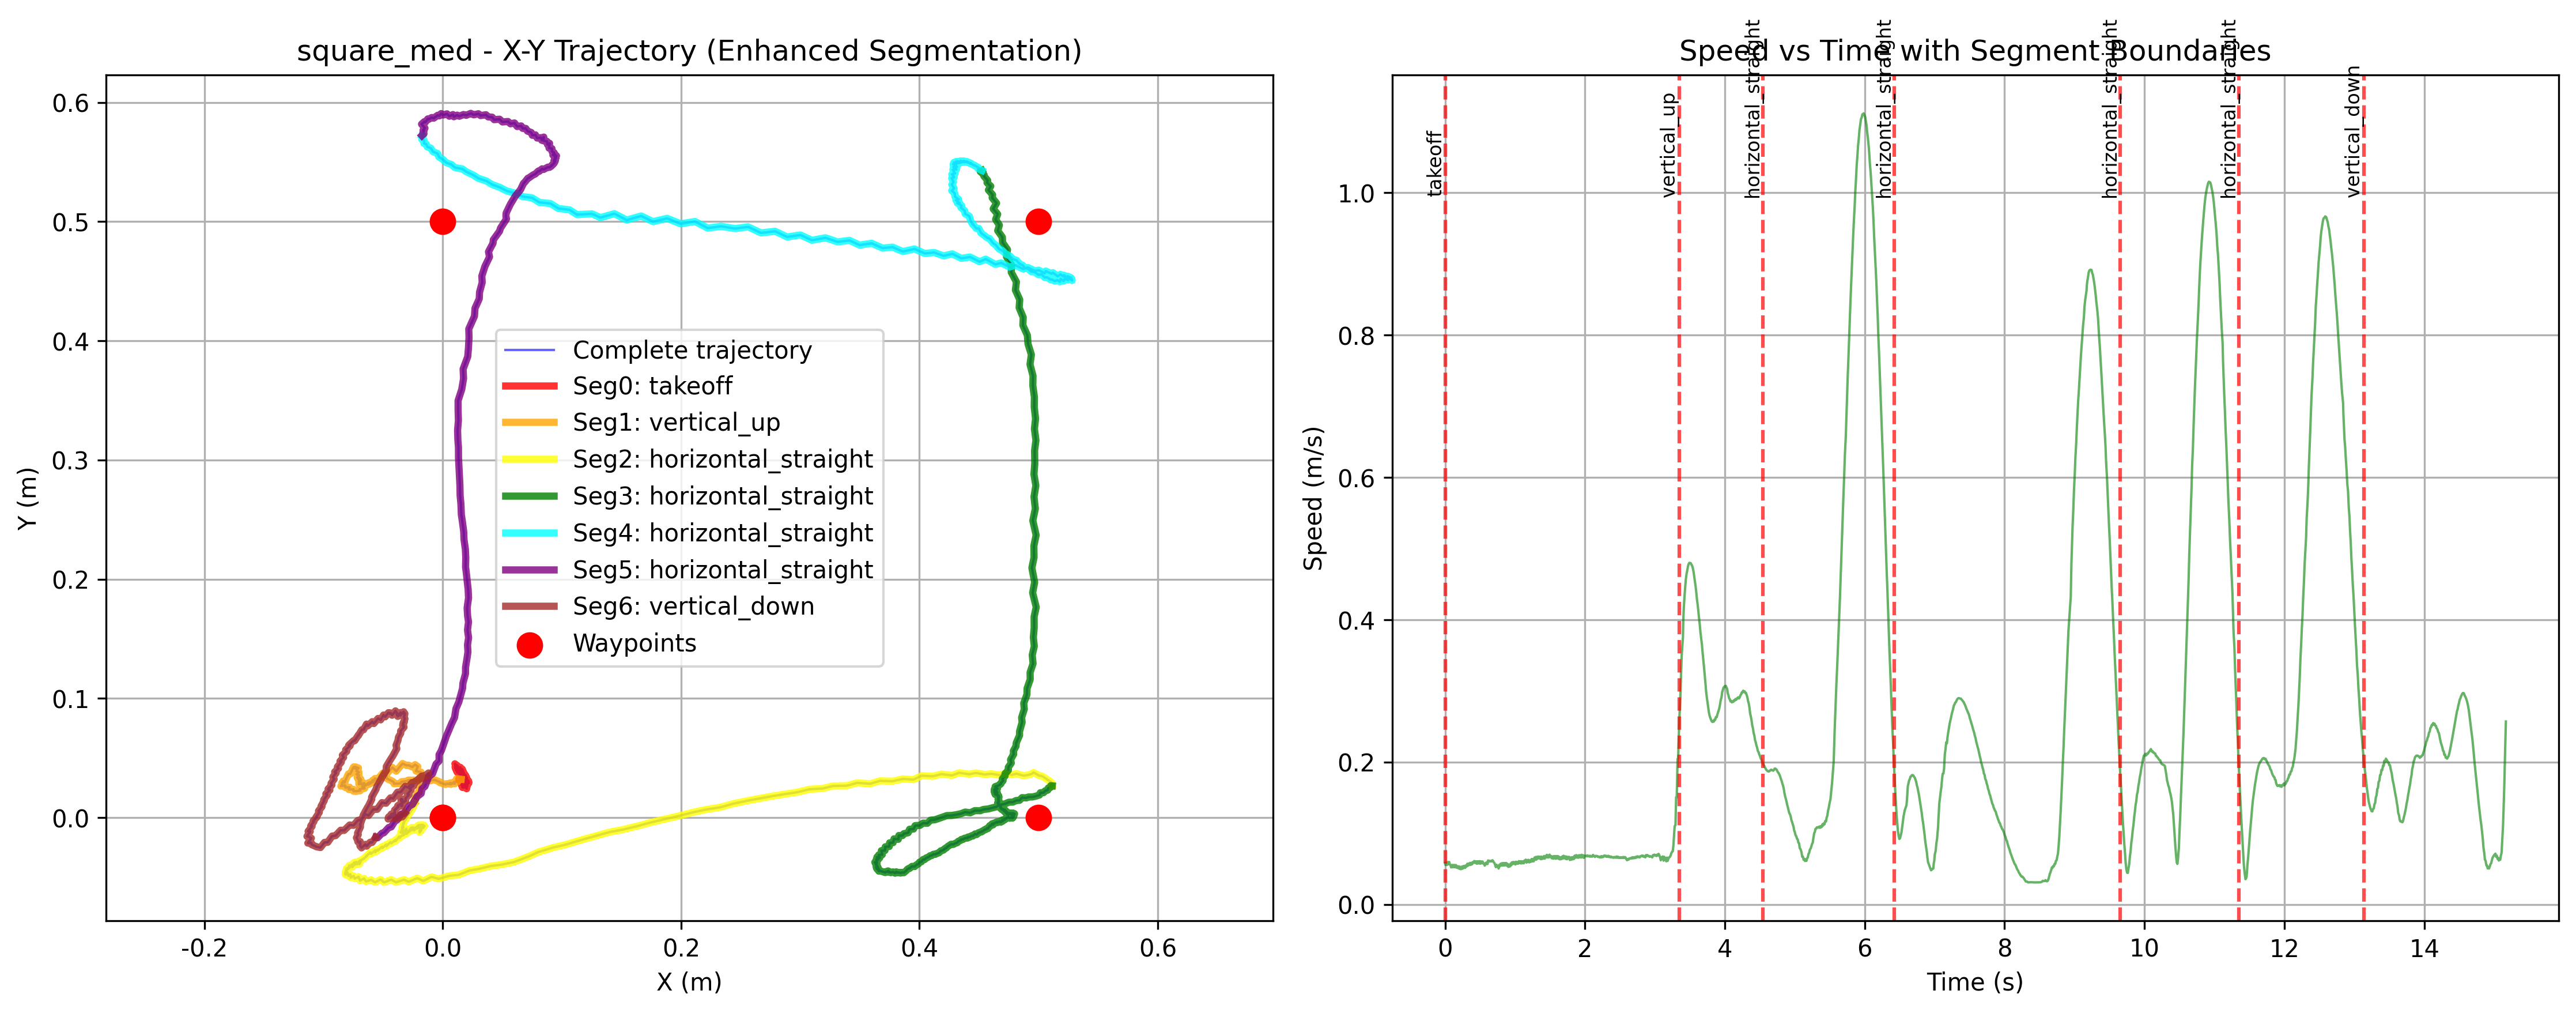 square_med - X-Y Trajectory (Enhanced Segmentation)
0.6
0.5
0.4
0.3
0.2
0.1
0.0
Y (m)
-0.2
0.0
0.2
0.4
0.6
X (m)
Complete trajectory
Seg0: takeoff
Seg1: vertical_up
Seg2: horizontal_straight
Seg3: horizontal_straight
Seg4: horizontal_straight
Seg5: horizontal_straight
Seg6: vertical_down
Waypoints
Speed vs Time with Segment Boundaries
takeoff
vertical_up
horizontal_straight
horizontal_straight
horizontal_straight
horizontal_straight
vertical_down
1.0
0.8
0.6
0.4
0.2
0.0
Speed (m/s)
0
2
4
6
8
10
12
14
Time (s)